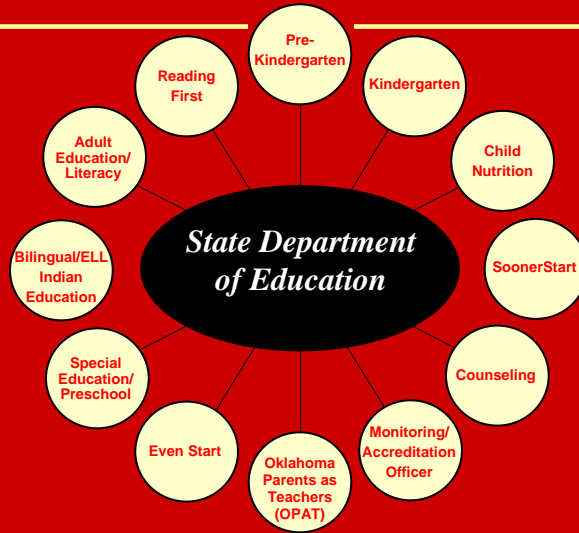 Pre-
Kindergarten
Kindergarten
Child
Nutrition
SoonerStart
Counseling
Monitoring/
Accreditation
Officer
Oklahoma
Parents as
Teachers
(OPAT)
Even Start
Special
Education/
Preschool
Bilingual/ELL
Indian
Education
Adult
Education/
Literacy
Reading
First
State Department
of Education